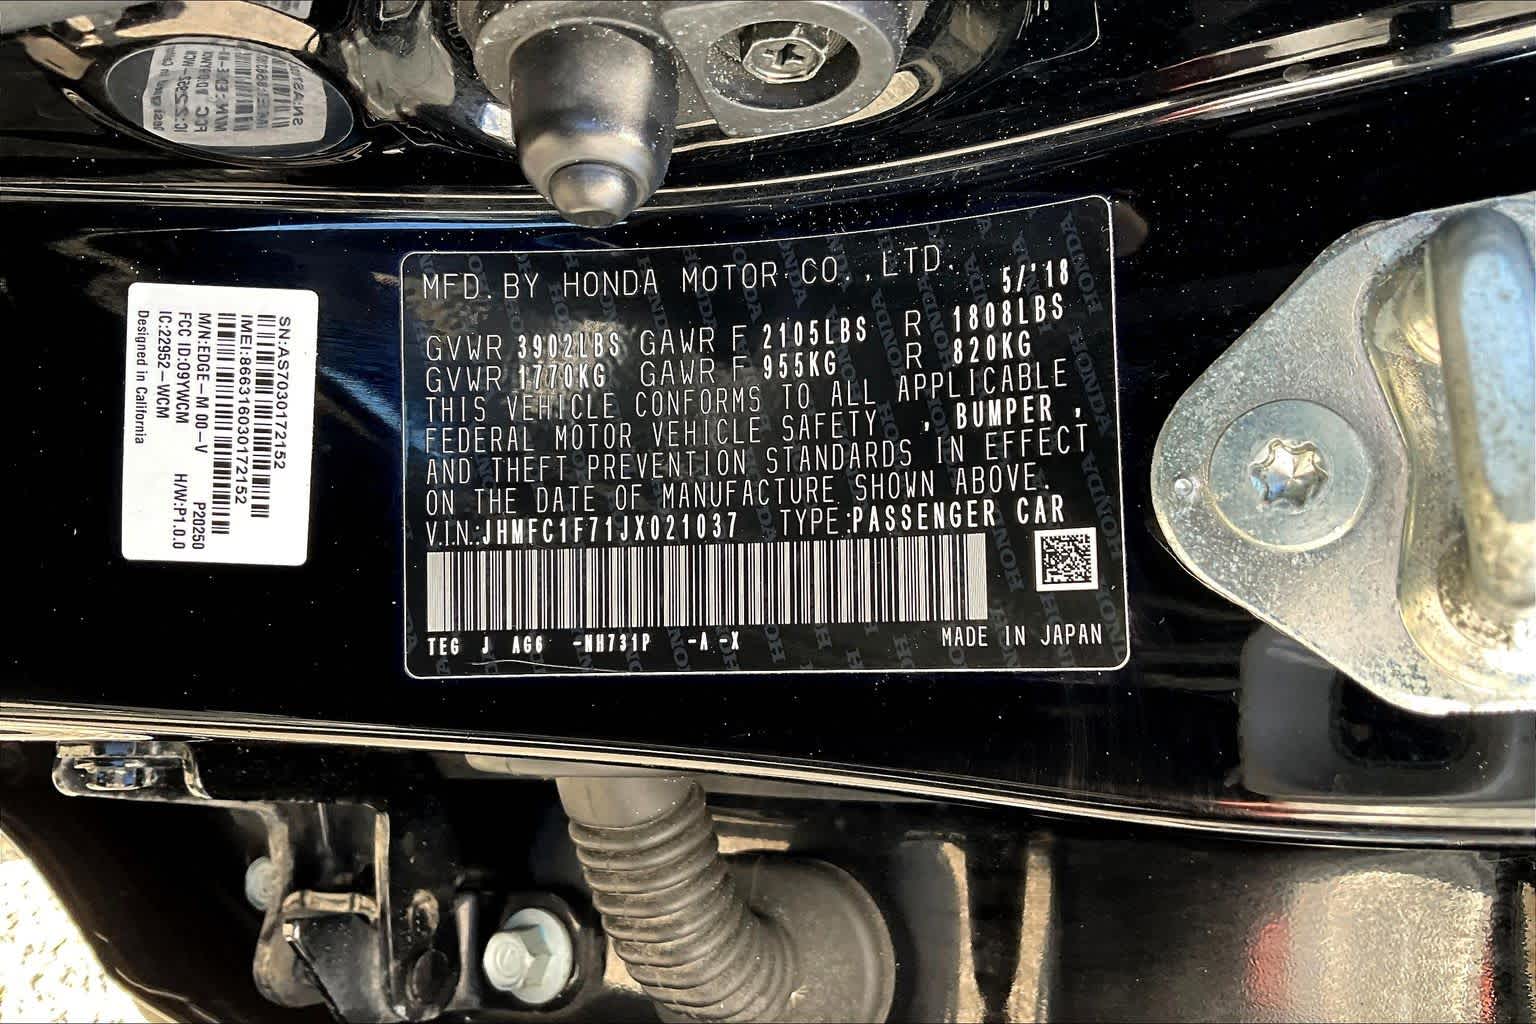 SN:AS7030172152
IMEI:866316030172152
M/N:EDGE-M 00-V P20250
FCC ID:09YWCM H/W:P1.0.0
IC:22952-WCM
Designed in California
MFD. BY HONDA MOTOR CO.,LTD. 5/'18
GVWR 3902LBS GAWR F 2105LBS R 1808LBS
GVWR 1770KG GAWR F 955KG R 820KG
THIS VEHICLE CONFORMS TO ALL APPLICABLE
FEDERAL MOTOR VEHICLE SAFETY , BUMPER ,
AND THEFT PREVENTION STANDARDS IN EFFECT
ON THE DATE OF MANUFACTURE SHOWN ABOVE.
V.I.N.:JHMFC1F71JX021037 TYPE:PASSENGER CAR
TEG J AG6 -NH731P -A -X MADE IN JAPAN